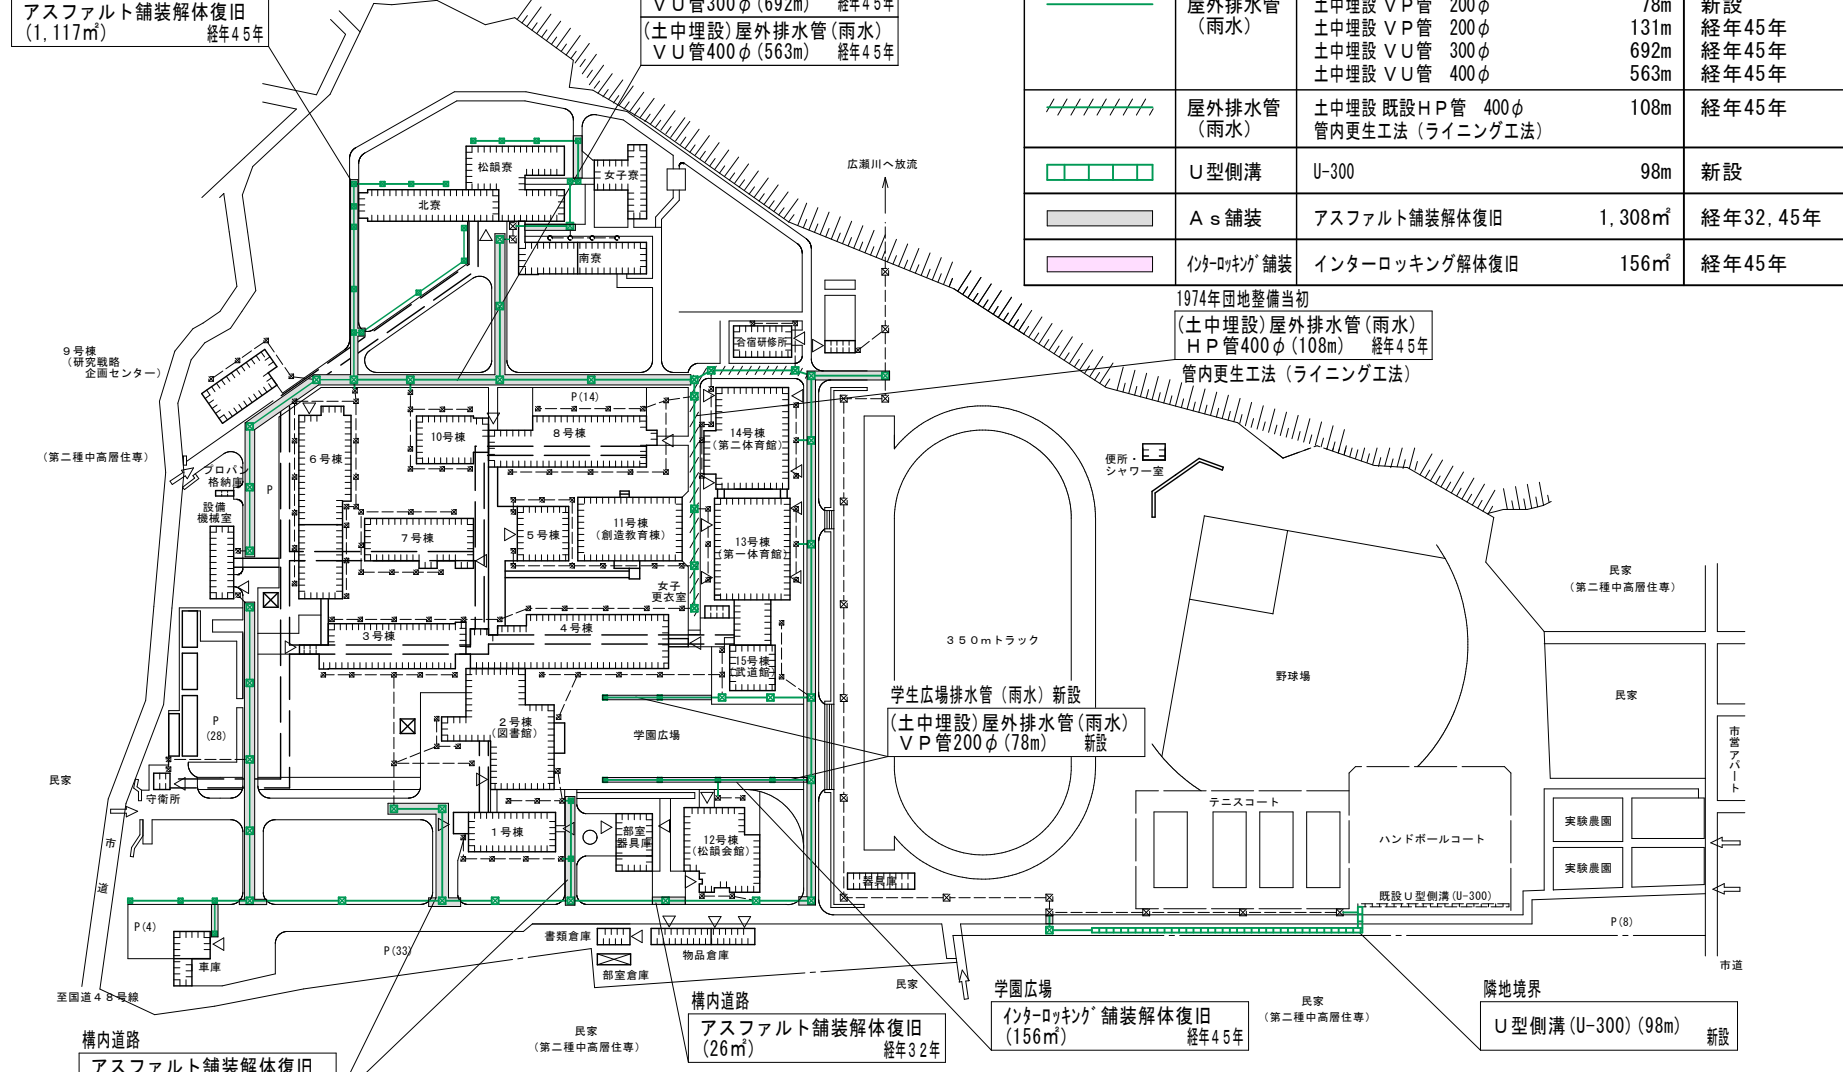 アスファルト舗装解体復旧
(1,117㎡) 経年45年
ＶＵ管300φ(692m) 経年45年
(土中埋設)屋外排水管(雨水)
ＶＵ管400φ(563m) 経年45年
屋外排水管
(雨水)
土中埋設 ＶＰ管 200φ 78m 新設
土中埋設 ＶＰ管 200φ 131m 経年45年
土中埋設 ＶＵ管 300φ 692m 経年45年
土中埋設 ＶＵ管 400φ 563m 経年45年
屋外排水管
(雨水)
土中埋設 既設ＨＰ管 400φ 108m 経年45年
管内更生工法（ライニング工法）
Ｕ型側溝 U-300 98m 新設
Ａｓ舗装 アスファルト舗装解体復旧 1,308㎡ 経年32,45年
ｲﾝﾀｰﾛｯｷﾝｸﾞ舗装 インターロッキング解体復旧 156㎡ 経年45年
1974年団地整備当初
(土中埋設)屋外排水管(雨水)
ＨＰ管400φ(108m) 経年45年
管内更生工法（ライニング工法）
広瀬川へ放流
松韻寮
女子寮
北寮
南寮
合宿研修所
９号棟
(研究戦略
企画センター)
(第二種中高層住専)
プロパン
格納庫
設備
機械室
P
P(14)
６号棟
10号棟
８号棟
14号棟
(第二体育館)
７号棟
５号棟
11号棟
(創造教育棟)
13号棟
(第一体育館)
女子
更衣室
３号棟
４号棟
15号棟
(武道館)
２号棟
(図書館)
学園広場
P
(28)
守衛所
民家
市
道
１号棟
部室
器具庫
12号棟
(松韻会館)
P(4)
車庫
P(33)
至国道４８号線
書類倉庫
部室倉庫
物品倉庫
民家
器具庫
３５０ｍトラック
便所・
シャワー室
野球場
学生広場排水管（雨水）新設
(土中埋設)屋外排水管(雨水)
ＶＰ管200φ(78m) 新設
テニスコート
ハンドボールコート
既設Ｕ型側溝(U-300)
民家
(第二種中高層住専)
民家
市営アパート
実験農園
実験農園
P(8)
市道
構内道路
アスファルト舗装解体復旧
民家
(第二種中高層住専)
構内道路
アスファルト舗装解体復旧
(26㎡) 経年32年
学園広場
ｲﾝﾀｰﾛｯｷﾝｸﾞ舗装解体復旧
(156㎡) 経年45年
民家
(第二種中高層住専)
隣地境界
Ｕ型側溝(U-300)(98m) 新設